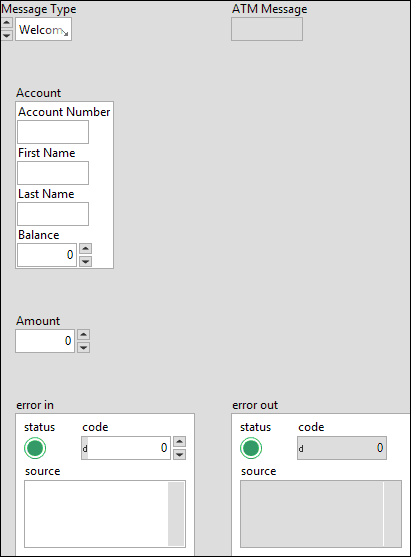 Message Type
ATM Message
Welcom
Account
Account Number
First Name
Last Name
Balance
0
Amount
0
error in
error out
status code
status code
d 0
d 0
source
source